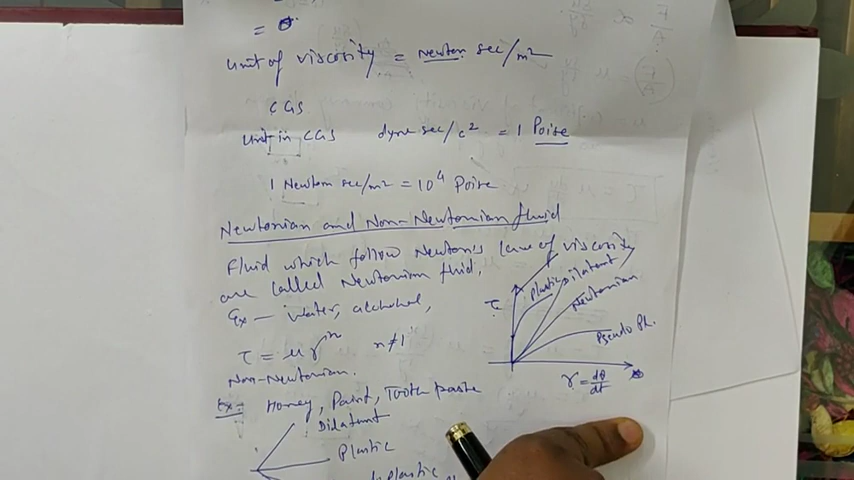 =
Unit of viscosity = Newton sec/m²
CGS
Unit in CGS dyne sec/c² = 1 Poise
1 Newton sec/m² = 10⁴ Poise
Newtonian and Non-Newtonian fluid
Fluid which follow Newton's law of viscosity
are called Newtonian fluid.
Ex — water, alcohol,
τ = μ γⁿ n≠1
Non-Newtonian.
Ex:- Honey, Paint, Tooth paste
Dilatant
Plastic
τ
Plastic
Dilatant
Newtonian
Pseudo Pl.
γ = dθ/dt